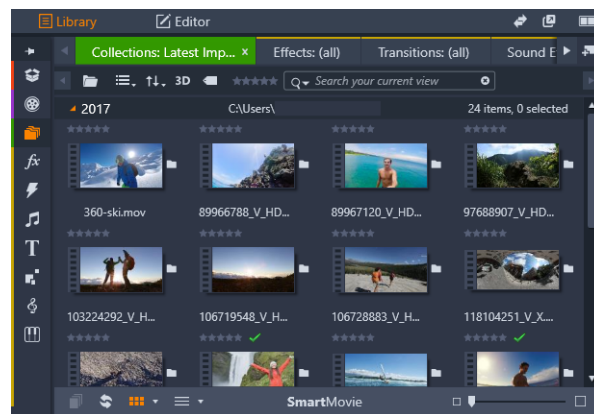 Library Editor
Collections: Latest Imp... x Effects: (all) Transitions: (all) Sound E
3D Search your current view
2017 C:\Users\ 24 items, 0 selected
360-ski.mov 89966788_V_HD... 89967120_V_HD... 97688907_V_HD...
103224292_V_H... 106719548_V_H... 106728883_V_H... 118104251_V_X....
SmartMovie